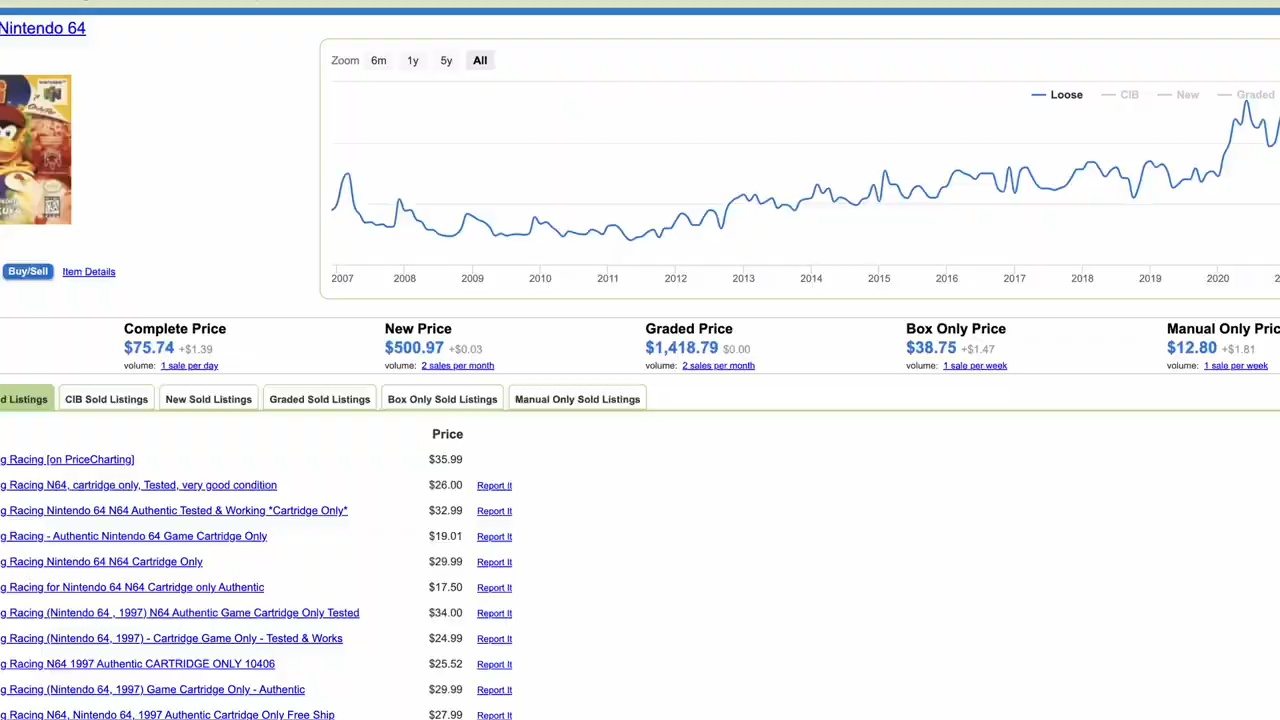 Nintendo 64
Zoom 6m 1y 5y All
Loose CIB New Graded
2007 2008 2009 2010 2011 2012 2013 2014 2015 2016 2017 2018 2019 2020 2
Buy/Sell Item Details
Complete Price New Price Graded Price Box Only Price Manual Only Pric
$75.74 +$1.39 $500.97 +$0.03 $1,418.79 $0.00 $38.75 +$1.47 $12.80 +$1.81
volume: 1 sale per day volume: 2 sales per month volume: 2 sales per month volume: 1 sale per week volume: 1 sale per week
d Listings CIB Sold Listings New Sold Listings Graded Sold Listings Box Only Sold Listings Manual Only Sold Listings
Price
g Racing [on PriceCharting] $35.99
g Racing N64, cartridge only, Tested, very good condition $26.00 Report It
g Racing Nintendo 64 N64 Authentic Tested & Working *Cartridge Only* $32.99 Report It
g Racing - Authentic Nintendo 64 Game Cartridge Only $19.01 Report It
g Racing Nintendo 64 N64 Cartridge Only $29.99 Report It
g Racing for Nintendo 64 N64 Cartridge only Authentic $17.50 Report It
g Racing (Nintendo 64 , 1997) N64 Authentic Game Cartridge Only Tested $34.00 Report It
g Racing (Nintendo 64, 1997) - Cartridge Game Only - Tested & Works $24.99 Report It
g Racing N64 1997 Authentic CARTRIDGE ONLY 10406 $25.52 Report It
g Racing (Nintendo 64, 1997) Game Cartridge Only - Authentic $29.99 Report It
g Racing N64, Nintendo 64, 1997 Authentic Cartridge Only Free Ship $27.99 Report It